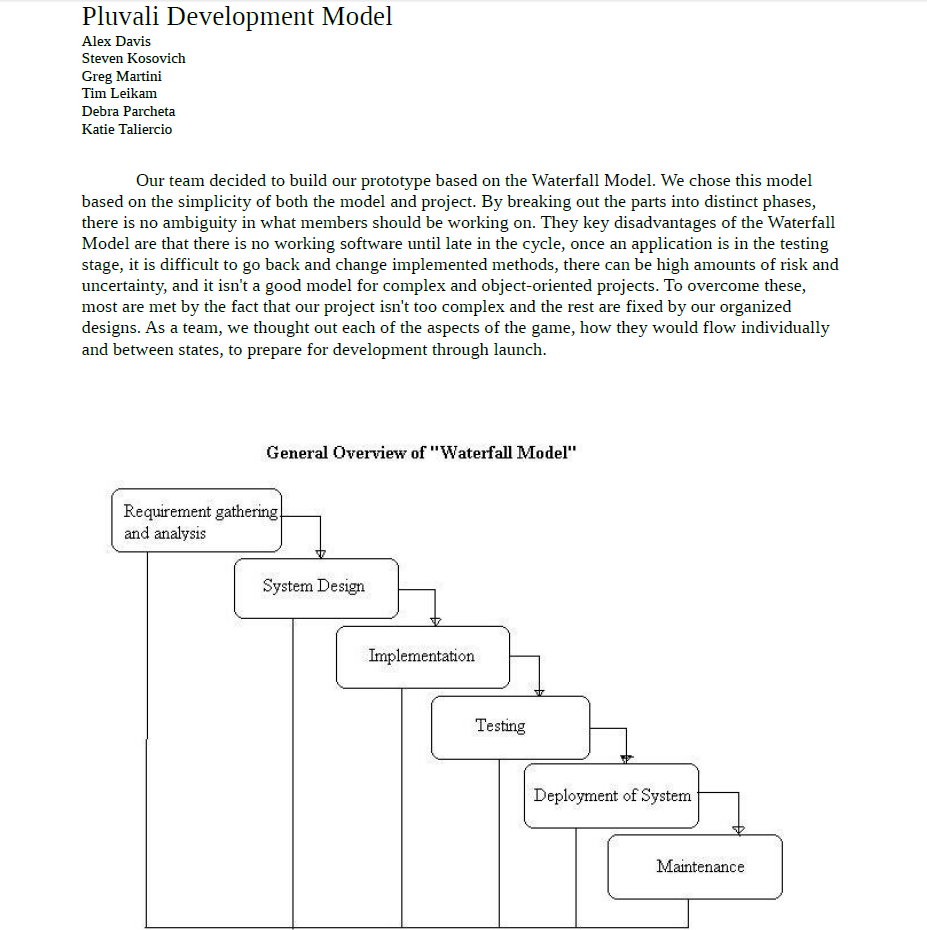 Pluvali Development Model
Alex Davis
Steven Kosovich
Greg Martini
Tim Leikam
Debra Parcheta
Katie Taliercio
Our team decided to build our prototype based on the Waterfall Model. We chose this model
based on the simplicity of both the model and project. By breaking out the parts into distinct phases,
there is no ambiguity in what members should be working on. They key disadvantages of the Waterfall
Model are that there is no working software until late in the cycle, once an application is in the testing
stage, it is difficult to go back and change implemented methods, there can be high amounts of risk and
uncertainty, and it isn't a good model for complex and object-oriented projects. To overcome these,
most are met by the fact that our project isn't too complex and the rest are fixed by our organized
designs. As a team, we thought out each of the aspects of the game, how they would flow individually
and between states, to prepare for development through launch.
General Overview of "Waterfall Model"
Requirement gathering
and analysis
System Design
Implementation
Testing
Deployment of System
Maintenance